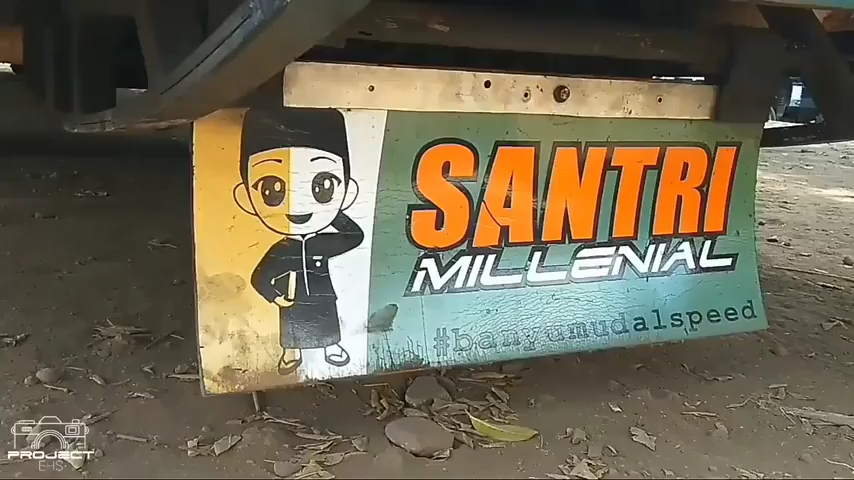 SANTRI
MILLENIAL
#banyumudalspeed
PROJECT
EHS